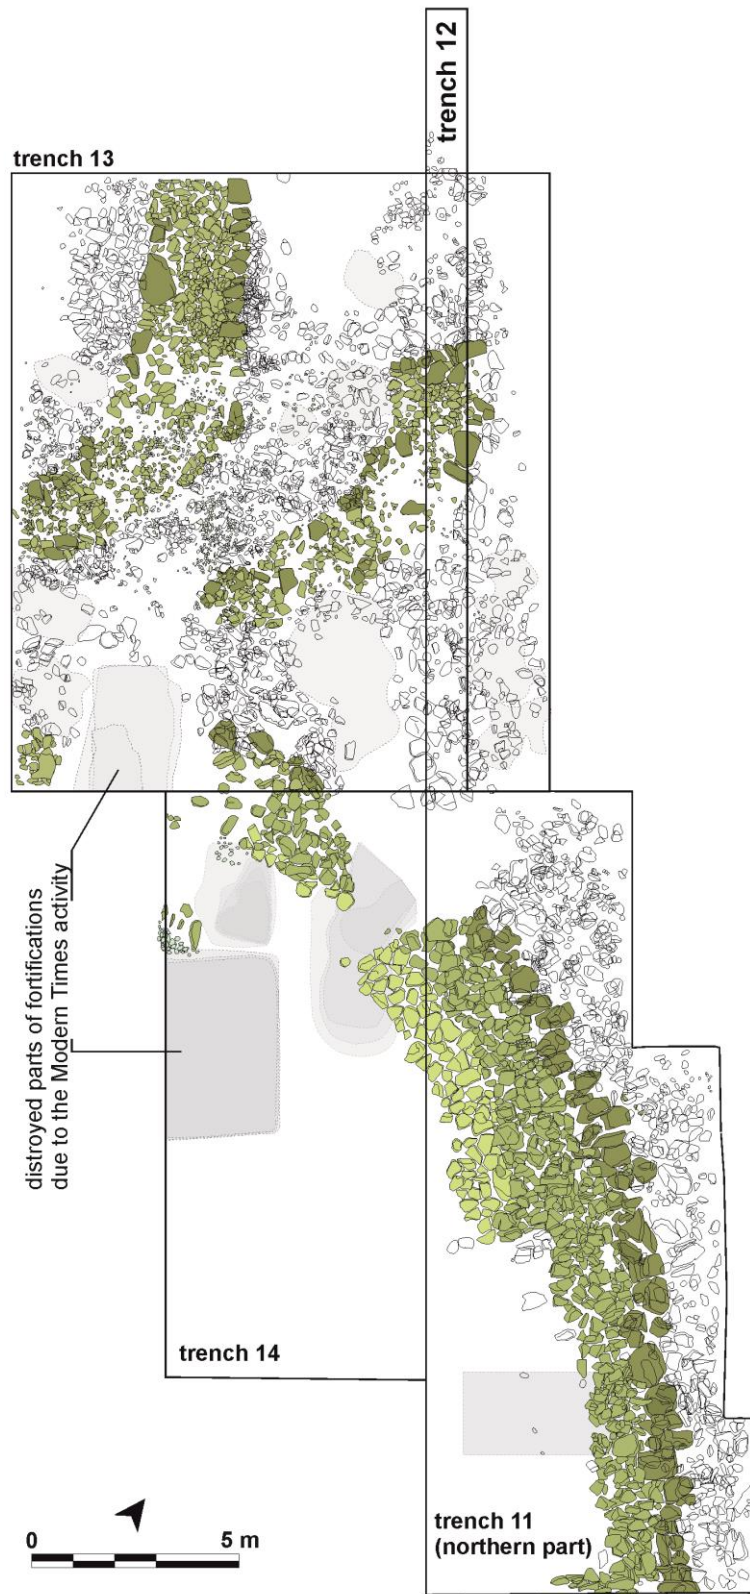 trench 12
trench 13
distroyed parts of fortifications
due to the Modern Times activity
trench 14
trench 11
(northern part)
0 5 m